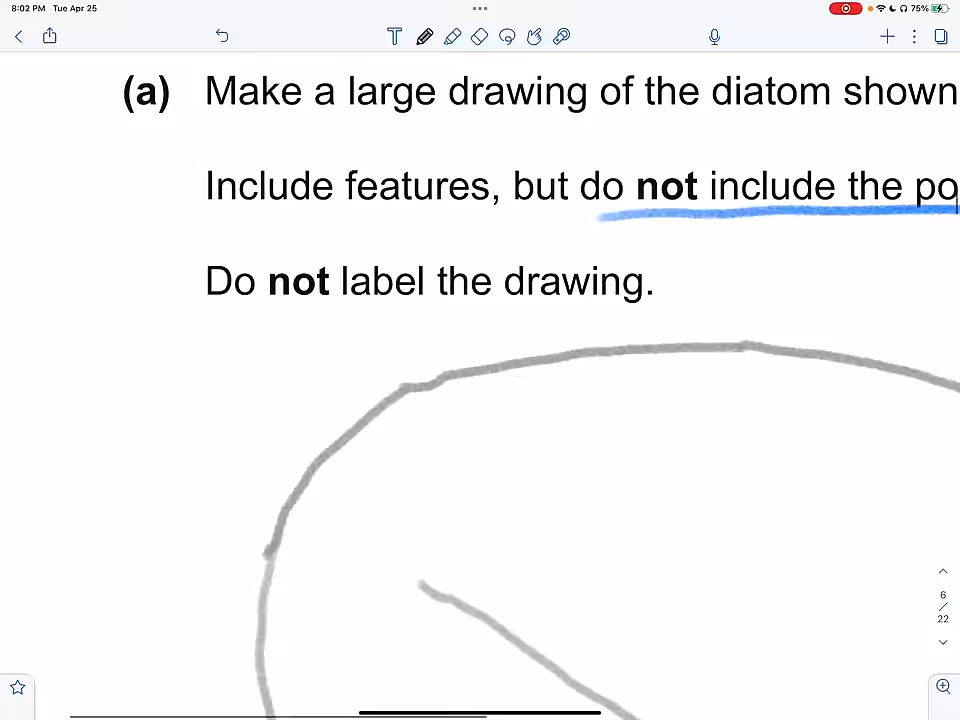 8:02 PM Tue Apr 25
75%
(a) Make a large drawing of the diatom shown
Include features, but do not include the po
Do not label the drawing.
6
/
22